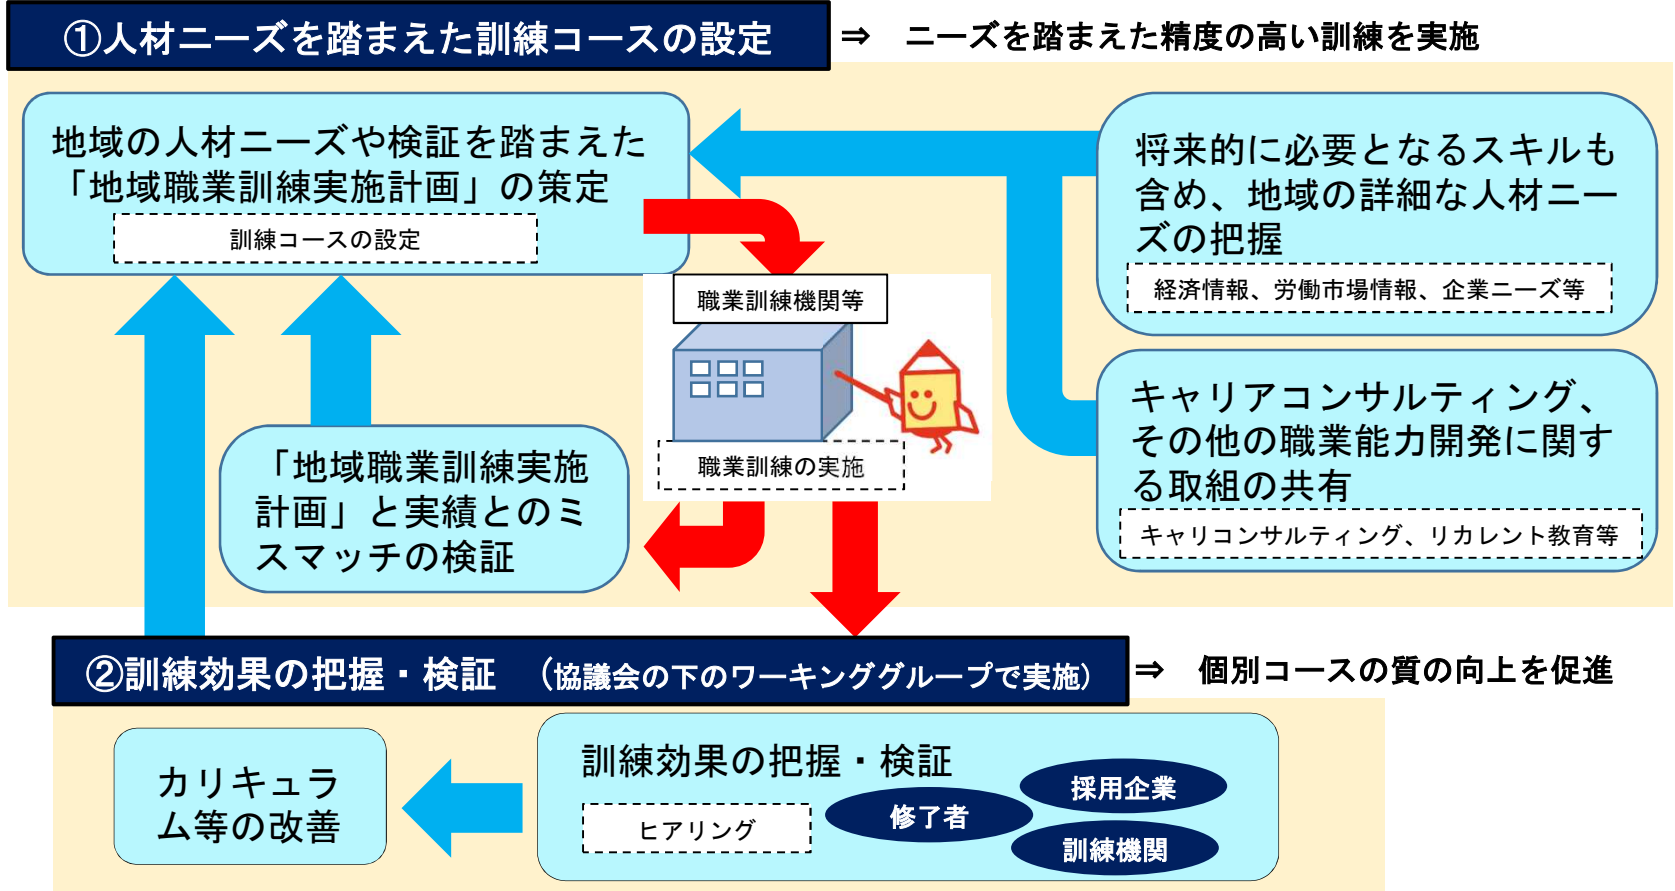 ①人材ニーズを踏まえた訓練コースの設定
⇒ ニーズを踏まえた精度の高い訓練を実施
地域の人材ニーズや検証を踏まえた
「地域職業訓練実施計画」の策定
訓練コースの設定
将来的に必要となるスキルも
含め、地域の詳細な人材ニー
ズの把握
経済情報、労働市場情報、企業ニーズ等
職業訓練機関等
職業訓練の実施
キャリアコンサルティング、
その他の職業能力開発に関す
る取組の共有
キャリコンサルティング、リカレント教育等
「地域職業訓練実施
計画」と実績とのミ
スマッチの検証
②訓練効果の把握・検証 (協議会の下のワーキンググループで実施)
⇒ 個別コースの質の向上を促進
カリキュラ
ム等の改善
訓練効果の把握・検証
ヒアリング
修了者
採用企業
訓練機関